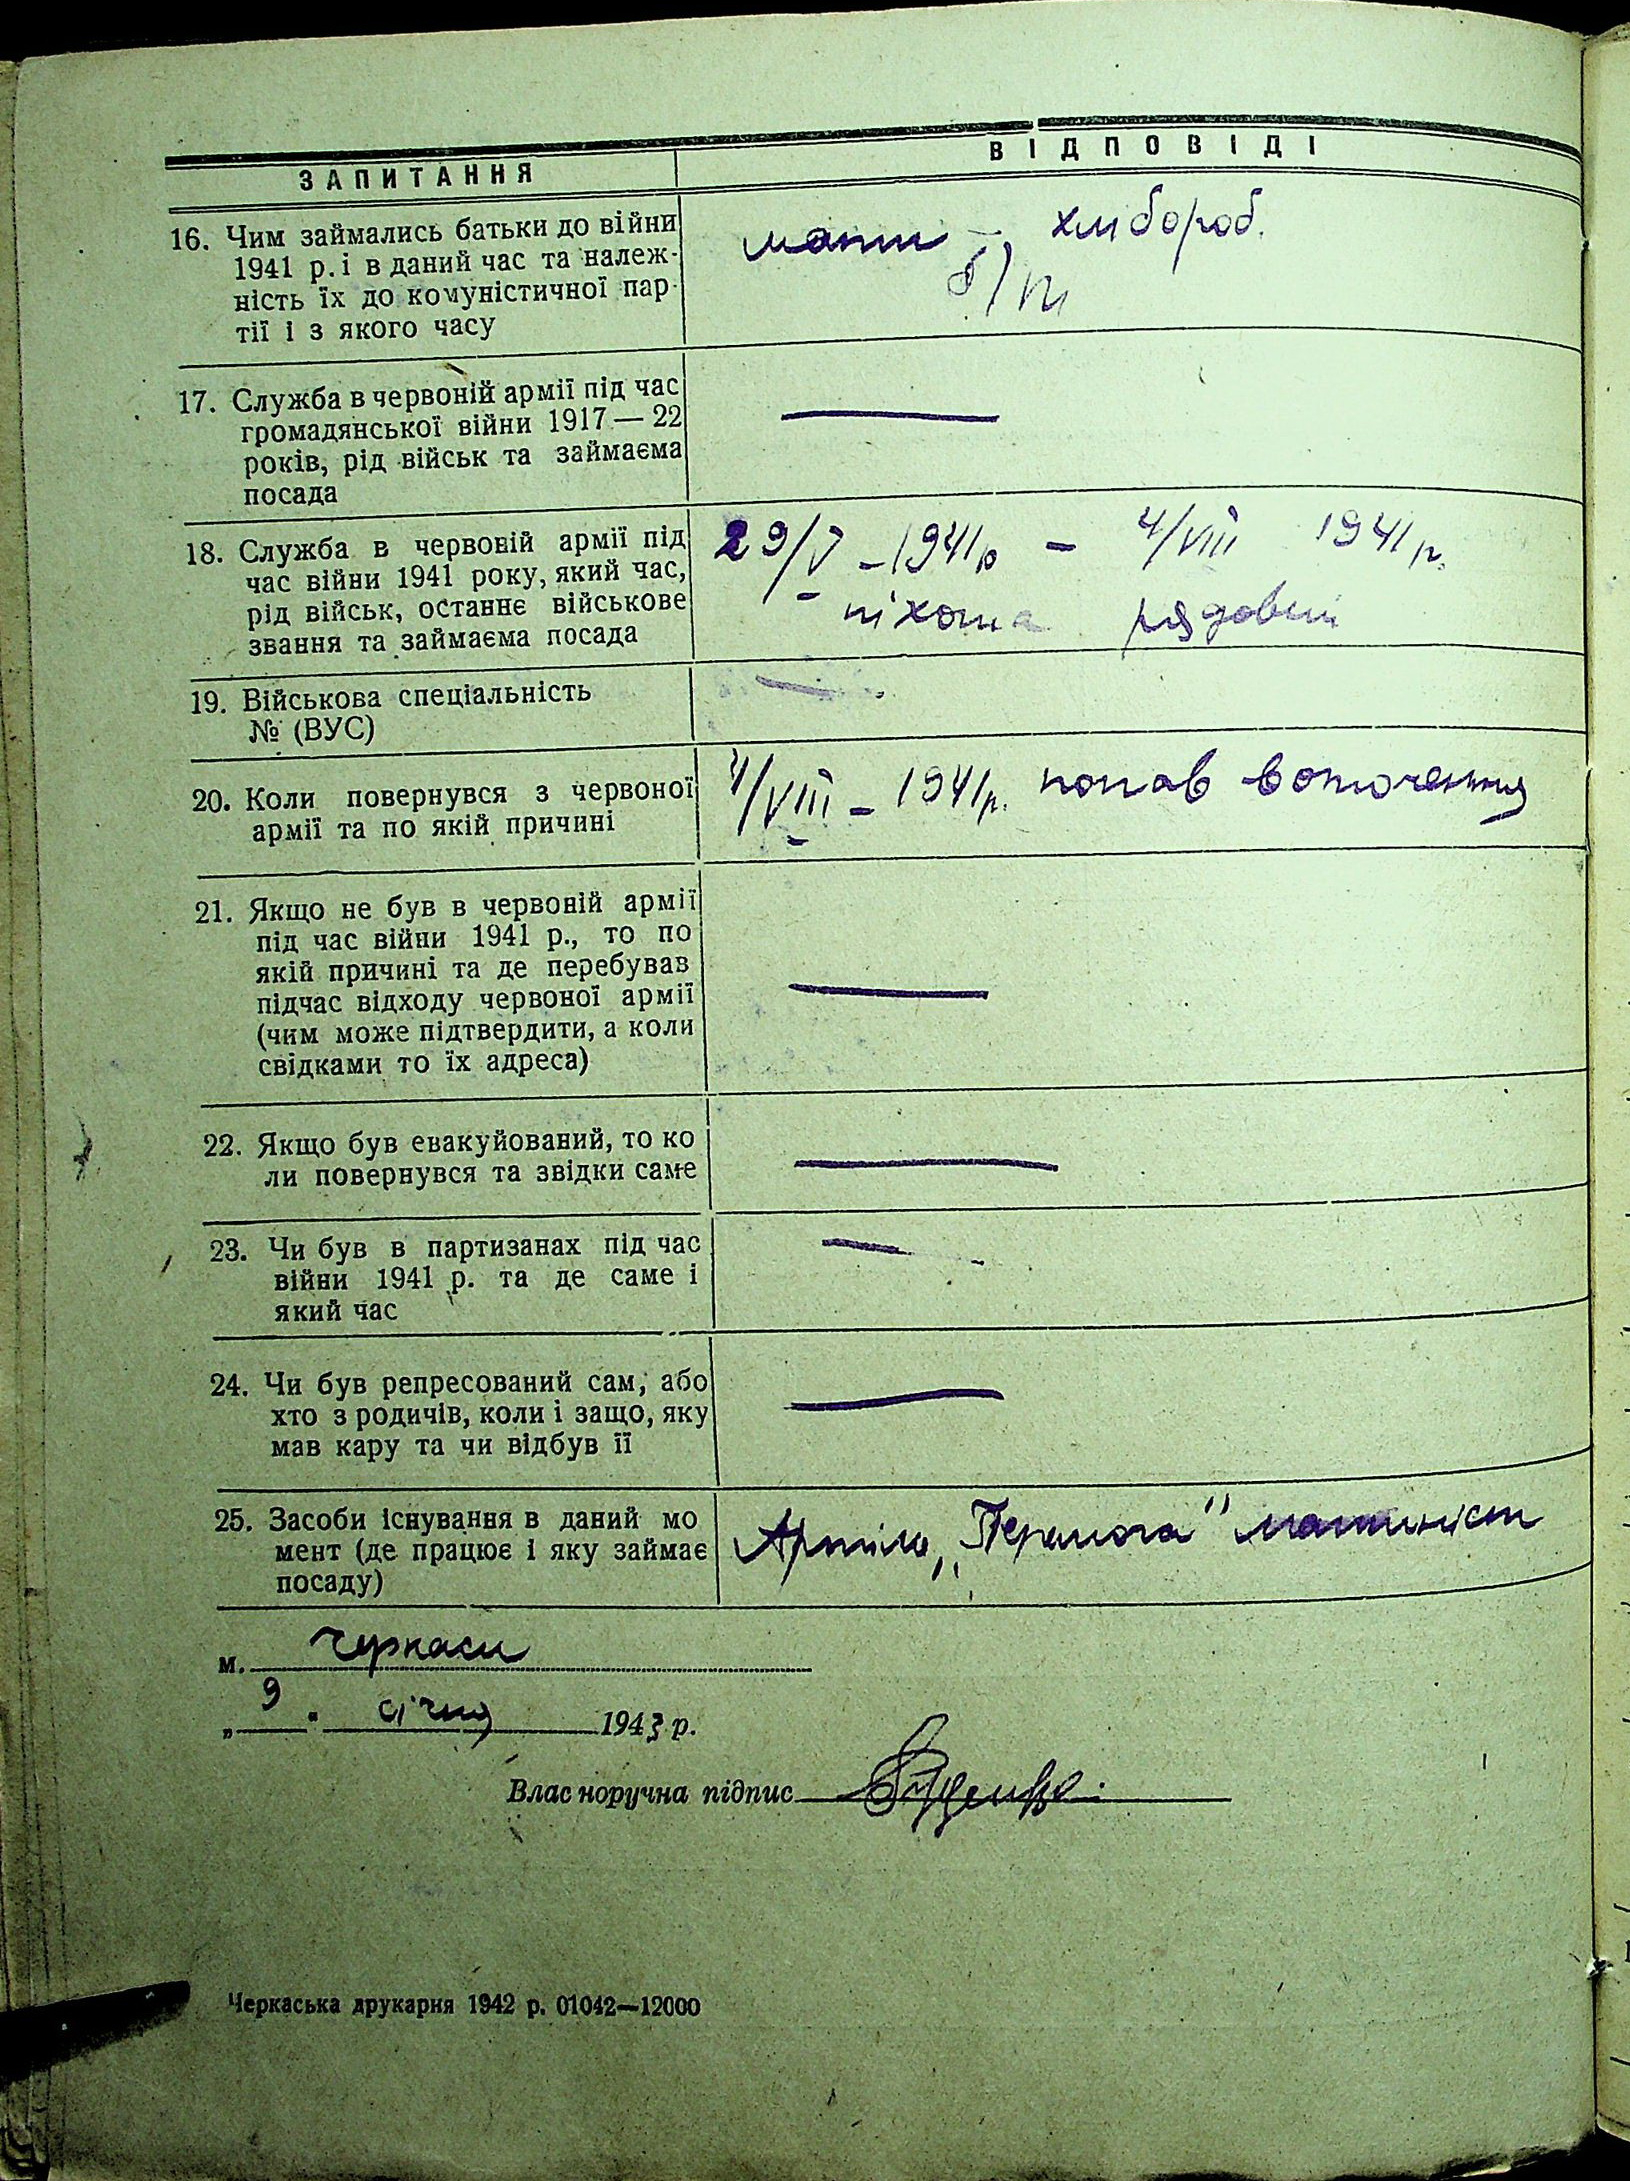 ЗАПИТАННЯ
ВІДПОВІДІ
16. Чим займались батьки до війни
1941 р. і в даний час та належ-
ність їх до комуністичної пар-
тії і з якого часу
мати — хлібороб.
б/п
17. Служба в червоній армії під час
громадянської війни 1917—22
років, рід військ та займаєма
посада
—
18. Служба в червовій армії під
час війни 1941 року, який час,
рід військ, останнє військове
звання та займаєма посада
29/V – 1941р – 4/VIII 1941 р.
піхота рядовий
19. Військова спеціальність
№ (ВУС)
—
20. Коли повернувся з червоної
армії та по якій причині
4/VIII – 1941р. попав в оточення
21. Якщо не був в червоній армії
під час війни 1941 р., то по
якій причині та де перебував
підчас відходу червоної армії
(чим може підтвердити, а коли
свідками то їх адреса)
—
22. Якщо був евакуйований, то ко
ли повернувся та звідки саме
—
23. Чи був в партизанах під час
війни 1941 р. та де саме і
який час
—
24. Чи був репресований сам, або
хто з родичів, коли і защо, яку
мав кару та чи відбув її
—
25. Засоби існування в даний мо
мент (де працює і яку займає
посаду)
Артіль „Перемога" машиніст
м. Черкаси
„9" січня 1943 р.
Власноручна підпис
Черкаська друкарня 1942 р. 01042—12000